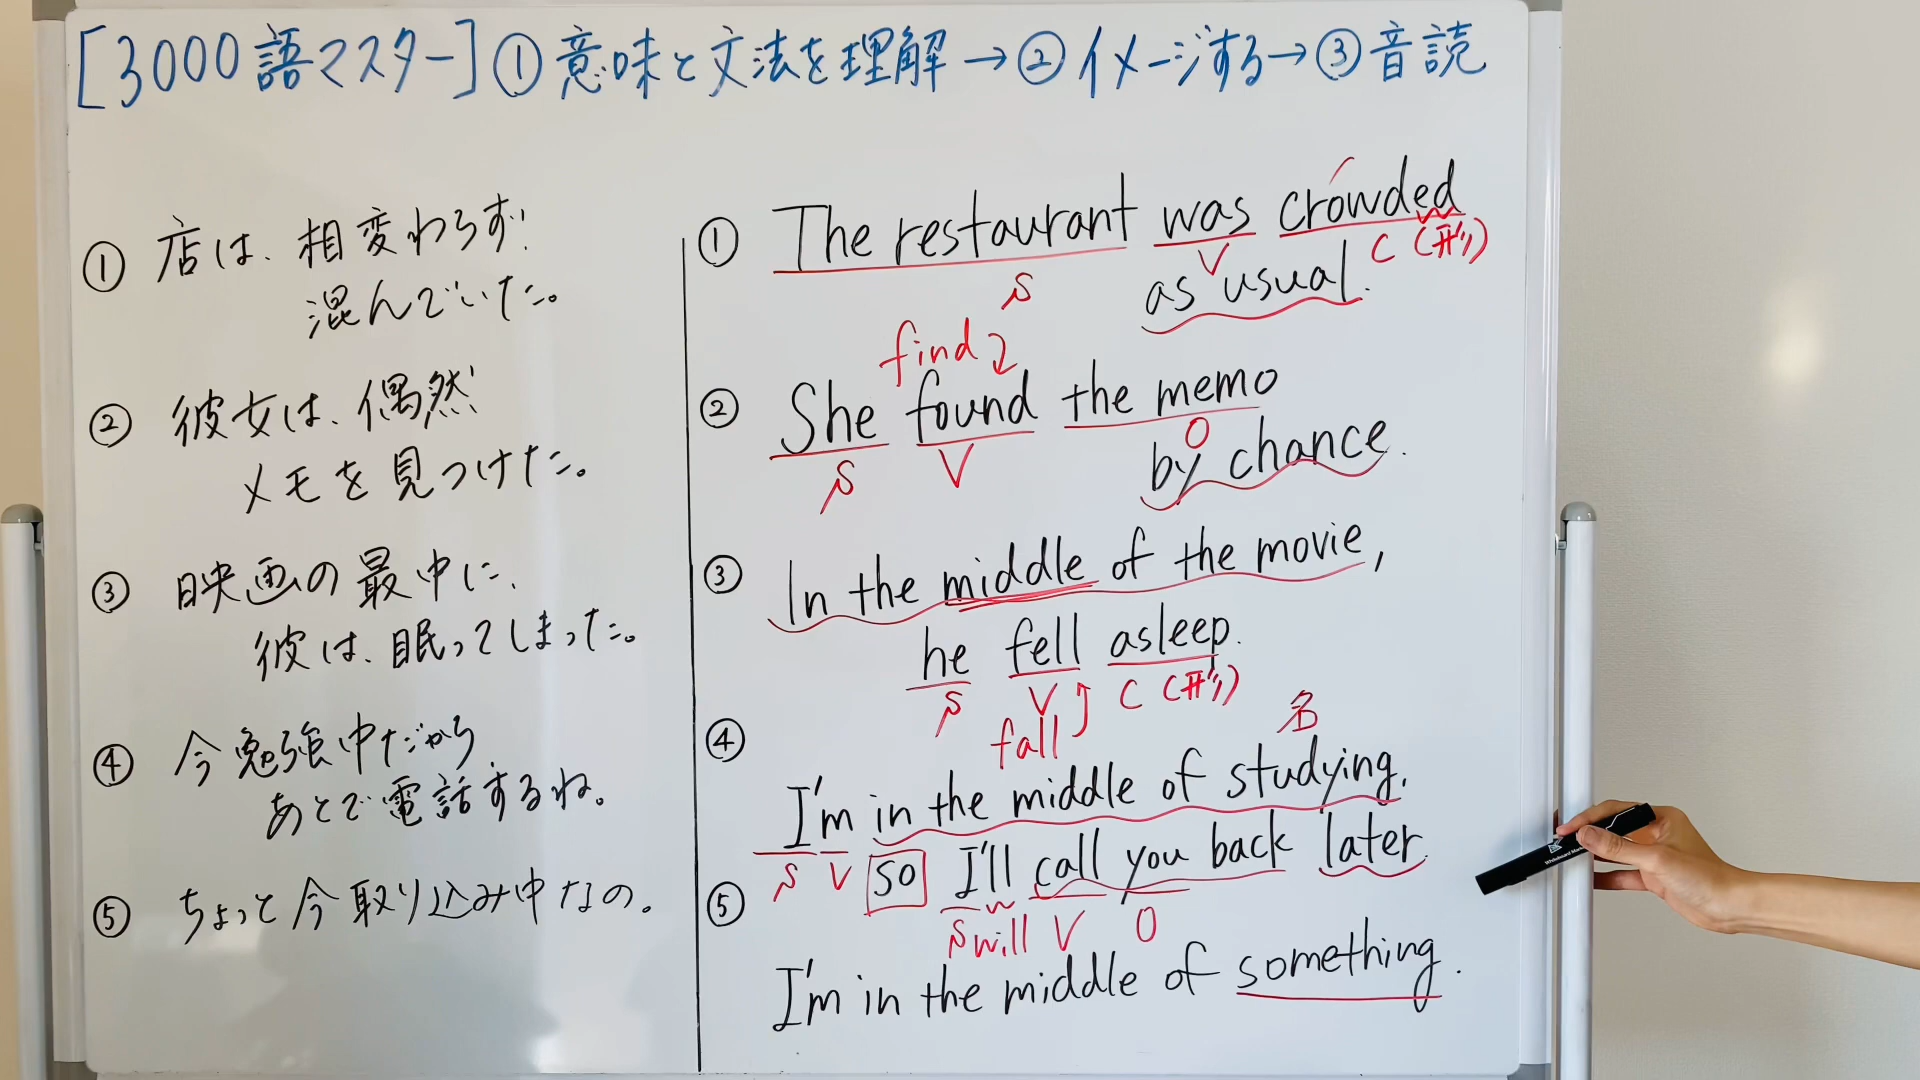 [3000語マスター] ①意味と文法を理解→②イメージする→③音読
① 店は、相変わらず
混んでいた。
② 彼女は、偶然
メモを見つけた。
③ 映画の最中に、
彼は、眠ってしまった。
④ 今勉強中だから
あとで電話するね。
⑤ ちょっと今取り込み中なの。
① The restaurant was crowded
S V C (形)
as usual.
find
② She found the memo
S V O
by chance.
③ In the middle of the movie,
he fell asleep.
S V C (形)
fall
名
④ I'm in the middle of studying,
S V
so I'll call you back later.
S will V O
⑤ I'm in the middle of something.